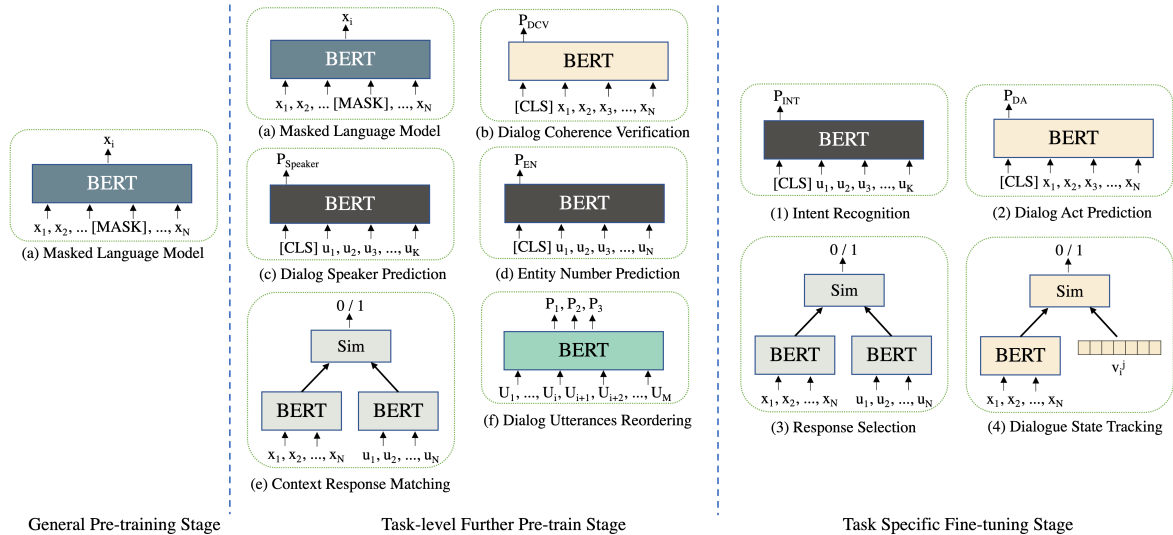 x_i
BERT
x_1, x_2, ... [MASK], ..., x_N
(a) Masked Language Model
General Pre-training Stage
x_i
BERT
x_1, x_2, ... [MASK], ..., x_N
(a) Masked Language Model
P_DCV
BERT
[CLS] x_1, x_2, x_3, ..., x_N
(b) Dialog Coherence Verification
P_Speaker
BERT
[CLS] u_1, u_2, u_3, ..., u_K
(c) Dialog Speaker Prediction
P_EN
BERT
[CLS] u_1, u_2, u_3, ..., u_N
(d) Entity Number Prediction
0 / 1
Sim
BERT BERT
x_1, x_2, ..., x_N u_1, u_2, ..., u_N
(e) Context Response Matching
P_1, P_2, P_3
BERT
U_1, ..., U_i, U_{i+1}, U_{i+2}, ..., U_M
(f) Dialog Utterances Reordering
Task-level Further Pre-train Stage
P_INT
BERT
[CLS] u_1, u_2, u_3, ..., u_K
(1) Intent Recognition
P_DA
BERT
[CLS] x_1, x_2, x_3, ..., x_N
(2) Dialog Act Prediction
0 / 1
Sim
BERT BERT
x_1, x_2, ..., x_N u_1, u_2, ..., u_N
(3) Response Selection
0 / 1
Sim
BERT
v_i^j
x_1, x_2, ..., x_N
(4) Dialogue State Tracking
Task Specific Fine-tuning Stage